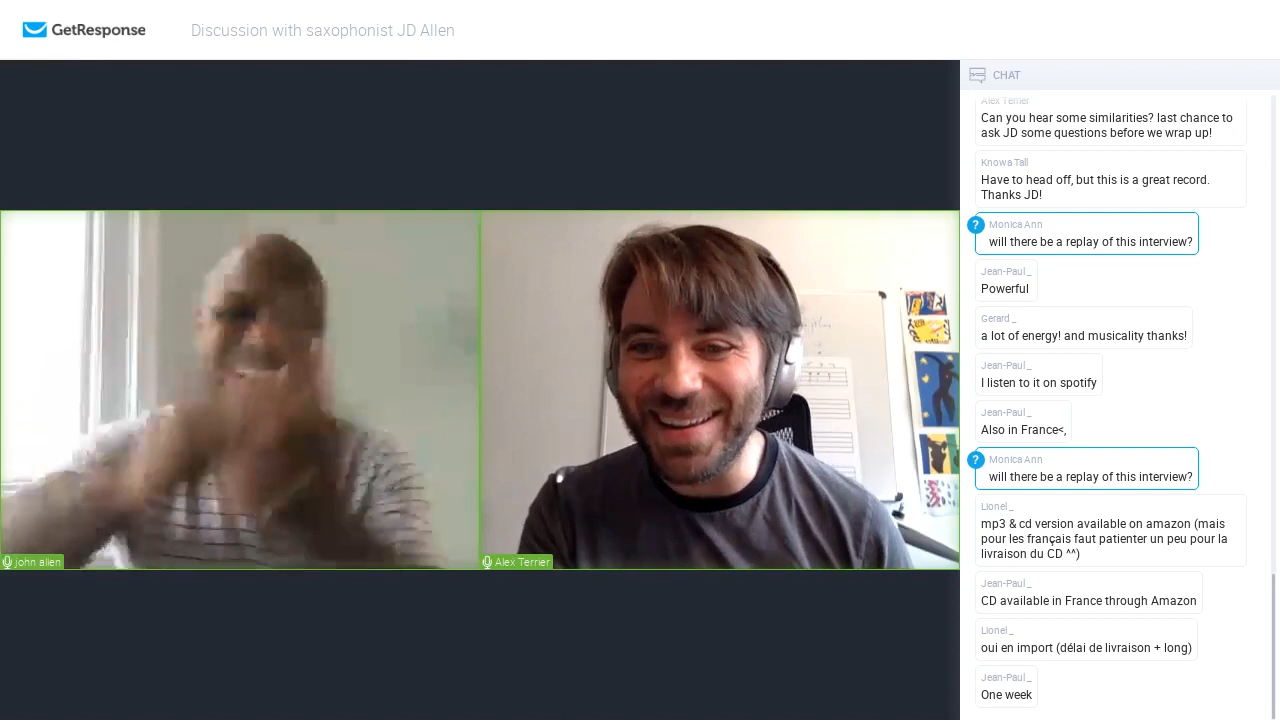 GetResponse
Discussion with saxophonist JD Allen
CHAT
Alex Terrier
Can you hear some similarities? last chance to
ask JD some questions before we wrap up!
Knowa Tall
Have to head off, but this is a great record.
Thanks JD!
?
Monica Ann
will there be a replay of this interview?
Jean-Paul _
Powerful
Gerard _
a lot of energy! and musicality thanks!
Jean-Paul _
I listen to it on spotify
Jean-Paul _
Also in France<,
?
Monica Ann
will there be a replay of this interview?
Lionel _
mp3 & cd version available on amazon (mais
pour les français faut patienter un peu pour la
livraison du CD ^^)
Jean-Paul _
CD available in France through Amazon
Lionel _
oui en import (délai de livraison + long)
Jean-Paul _
One week
john allen
Alex Terrier